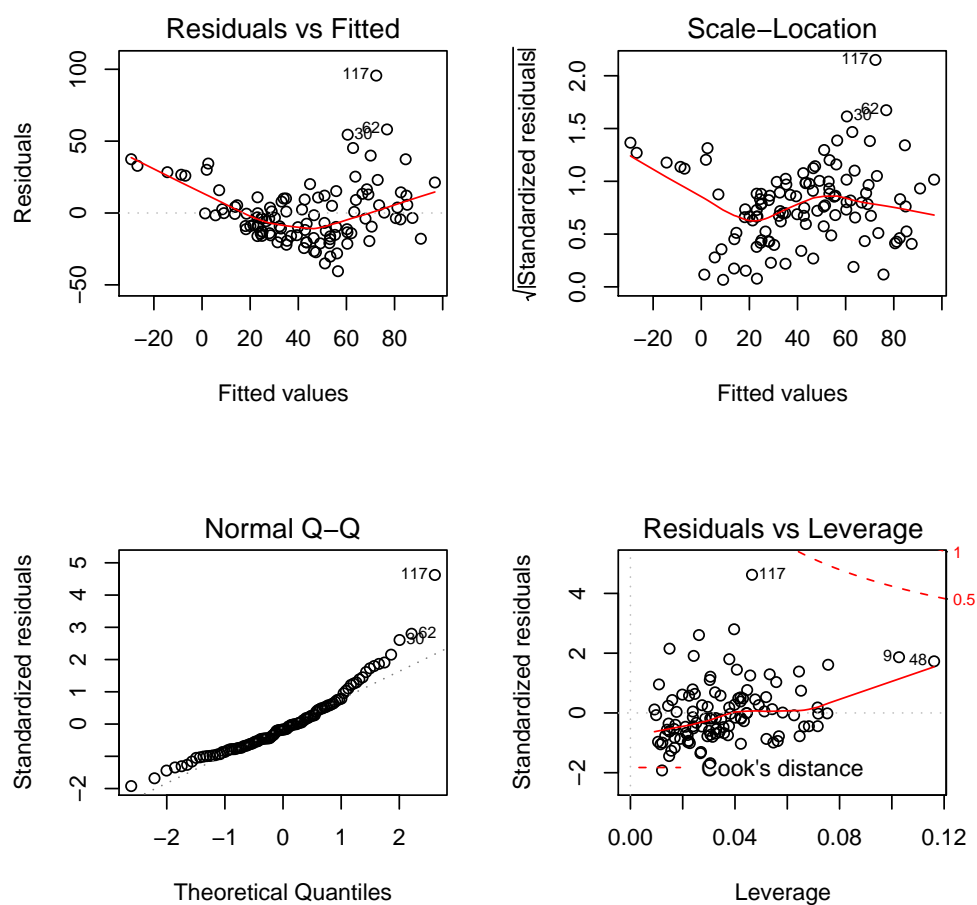 Residuals vs Fitted
Residuals
100
50
0
−50
117
30
62
−20 0 20 40 60 80
Fitted values
Scale−Location
√|Standardized residuals|
2.0
1.5
1.0
0.5
0.0
117
30
62
−20 0 20 40 60 80
Fitted values
Normal Q−Q
Standardized residuals
5
4
3
2
1
0
−1
−2
117
30
62
−2 −1 0 1 2
Theoretical Quantiles
Residuals vs Leverage
Standardized residuals
4
2
0
−2
117
9
48
1
0.5
Cook's distance
0.00 0.04 0.08 0.12
Leverage